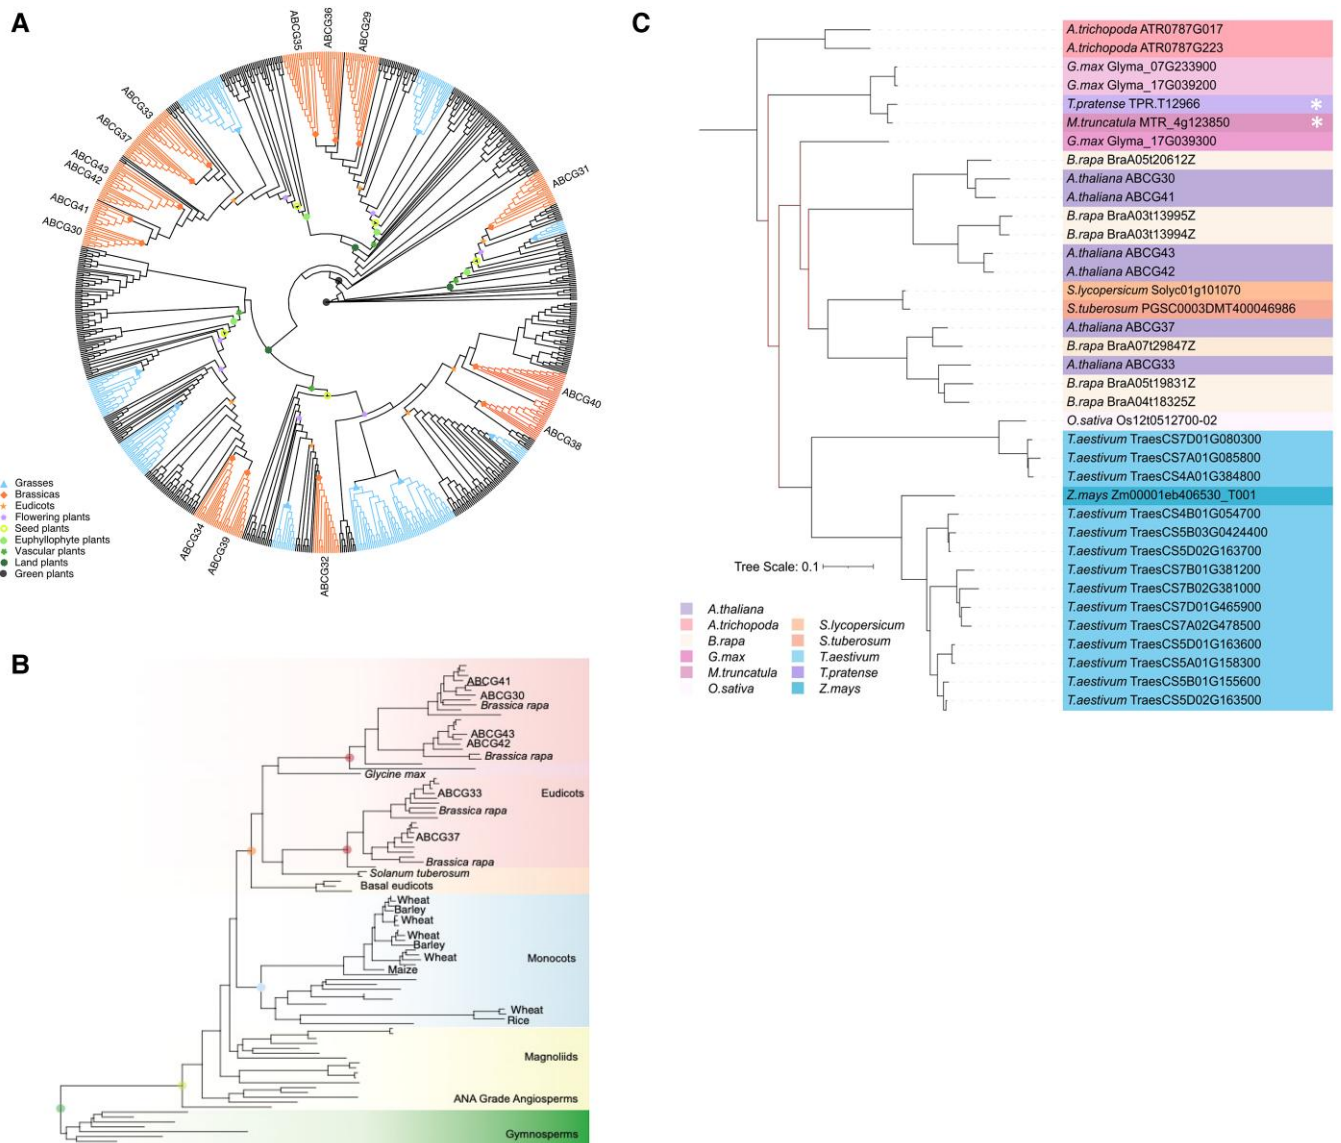 A
ABCG35
ABCG36
ABCG29
ABCG33
ABCG37
ABCG43
ABCG42
ABCG41
ABCG30
ABCG31
ABCG40
ABCG38
ABCG34
ABCG39
ABCG32
Grasses
Brassicas
Eudicots
Flowering plants
Seed plants
Euphyllophyte plants
Vascular plants
Land plants
Green plants
B
ABCG41
ABCG30
Brassica rapa
ABCG43
ABCG42
Brassica rapa
Glycine max
ABCG33
Eudicots
Brassica rapa
ABCG37
Brassica rapa
Solanum tuberosum
Basal eudicots
Wheat
Barley
Wheat
Wheat
Barley
Wheat
Monocots
Maize
Wheat
Rice
Magnoliids
ANA Grade Angiosperms
Gymnosperms
C
A.trichopoda ATR0787G017
A.trichopoda ATR0787G223
G.max Glyma_07G233900
G.max Glyma_17G039200
T.pratense TPR.T12966 *
M.truncatula MTR_4g123850 *
G.max Glyma_17G039300
B.rapa BraA05t20612Z
A.thaliana ABCG30
A.thaliana ABCG41
B.rapa BraA03t13995Z
B.rapa BraA03t13994Z
A.thaliana ABCG43
A.thaliana ABCG42
S.lycopersicum Solyc01g101070
S.tuberosum PGSC0003DMT400046986
A.thaliana ABCG37
B.rapa BraA07t29847Z
A.thaliana ABCG33
B.rapa BraA05t19831Z
B.rapa BraA04t18325Z
O.sativa Os12t0512700-02
T.aestivum TraesCS7D01G080300
T.aestivum TraesCS7A01G085800
T.aestivum TraesCS4A01G384800
Z.mays Zm00001eb406530_T001
T.aestivum TraesCS4B01G054700
T.aestivum TraesCS5B03G0424400
T.aestivum TraesCS5D02G163700
T.aestivum TraesCS7B01G381200
T.aestivum TraesCS7B02G381000
T.aestivum TraesCS7D01G465900
T.aestivum TraesCS7A02G478500
T.aestivum TraesCS5D01G163600
T.aestivum TraesCS5A01G158300
T.aestivum TraesCS5B01G155600
T.aestivum TraesCS5D02G163500
Tree Scale: 0.1
A.thaliana
A.trichopoda
B.rapa
G.max
M.truncatula
O.sativa
S.lycopersicum
S.tuberosum
T.aestivum
T.pratense
Z.mays